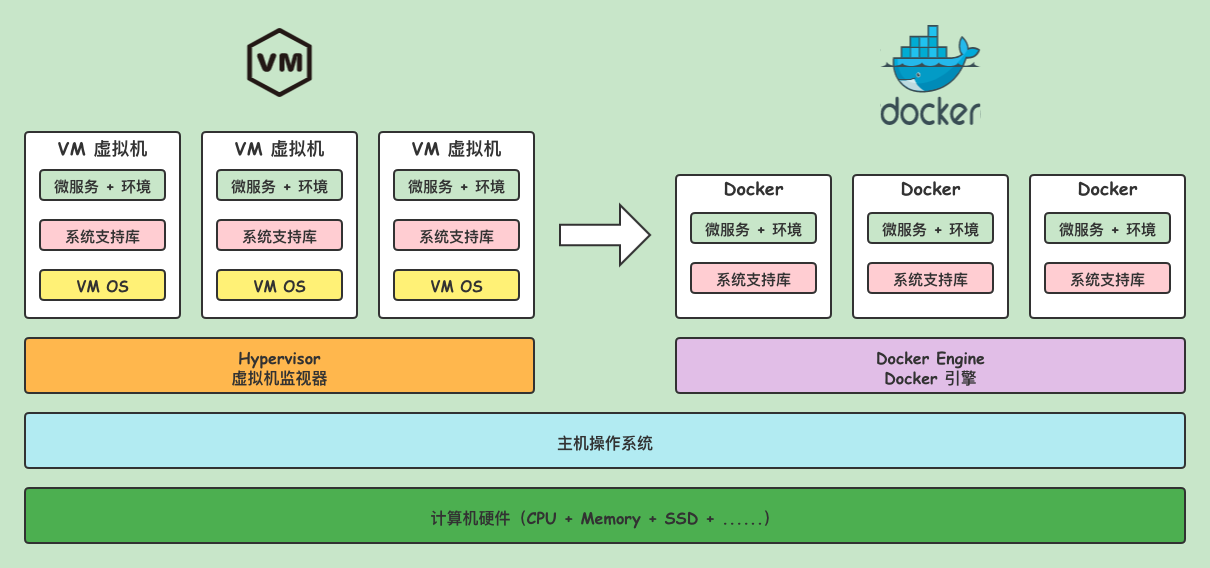 VM
docker
VM 虚拟机
微服务 + 环境
系统支持库
VM OS
VM 虚拟机
微服务 + 环境
系统支持库
VM OS
VM 虚拟机
微服务 + 环境
系统支持库
VM OS
Docker
微服务 + 环境
系统支持库
Docker
微服务 + 环境
系统支持库
Docker
微服务 + 环境
系统支持库
Hypervisor
虚拟机监视器
Docker Engine
Docker 引擎
主机操作系统
计算机硬件（CPU + Memory + SSD + ......）